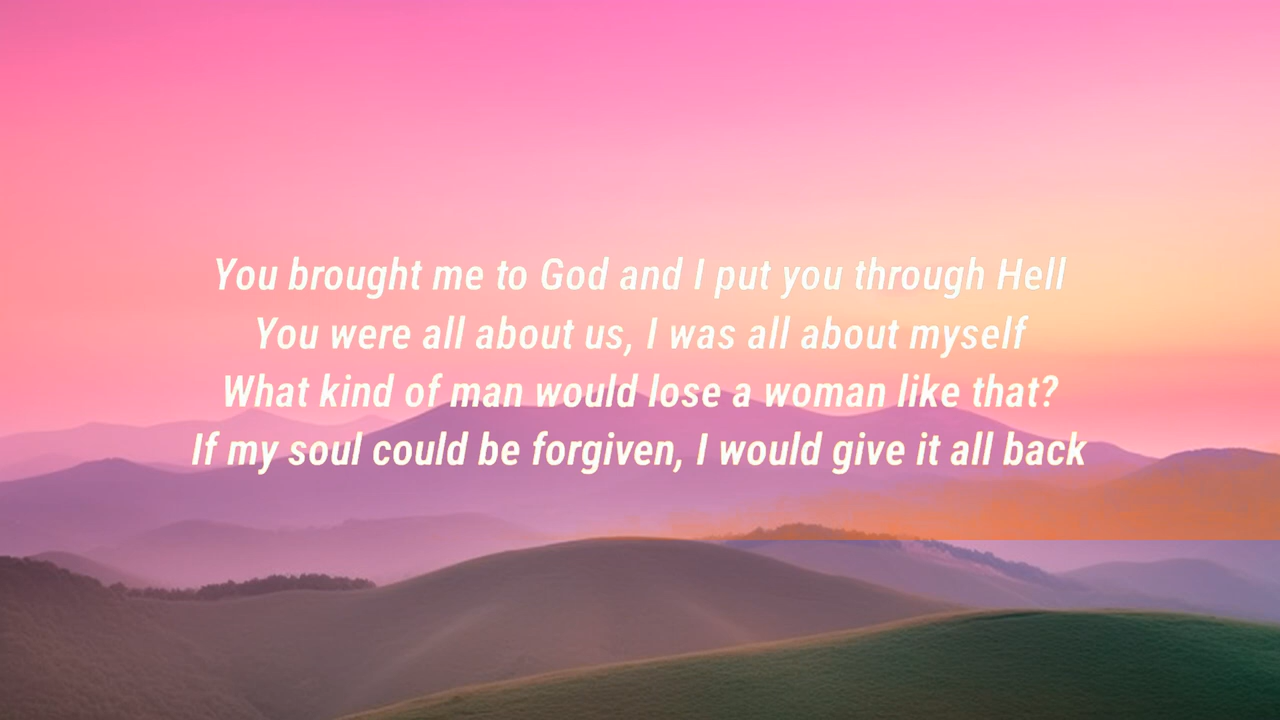 You brought me to God and I put you through Hell
You were all about us, I was all about myself
What kind of man would lose a woman like that?
If my soul could be forgiven, I would give it all back